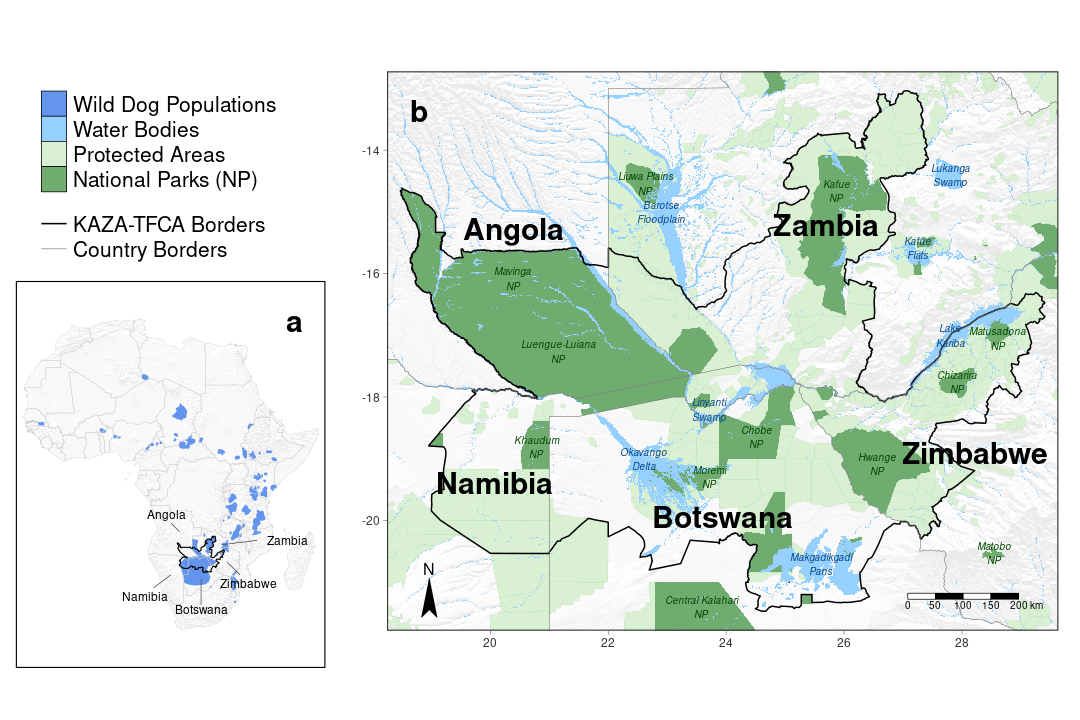 Wild Dog Populations
Water Bodies
Protected Areas
National Parks (NP)
KAZA-TFCA Borders
Country Borders
a
Angola
Zambia
Zimbabwe
Namibia
Botswana
b
-14
-16
-18
-20
20
22
24
26
28
Liuwa Plains
NP
Barotse
Floodplain
Kafue
NP
Lukanga
Swamp
Angola
Zambia
Kafue
Flats
Mavinga
NP
Luengue-Luiana
NP
Lake
Kariba
Matusadona
NP
Chizarira
NP
Linyanti
Swamp
Khaudum
NP
Chobe
NP
Okavango
Delta
Moremi
NP
Hwange
NP
Zimbabwe
Namibia
Botswana
Makgadikgadi
Pans
Matobo
NP
Central Kalahari
NP
N
0 50 100 150 200 km